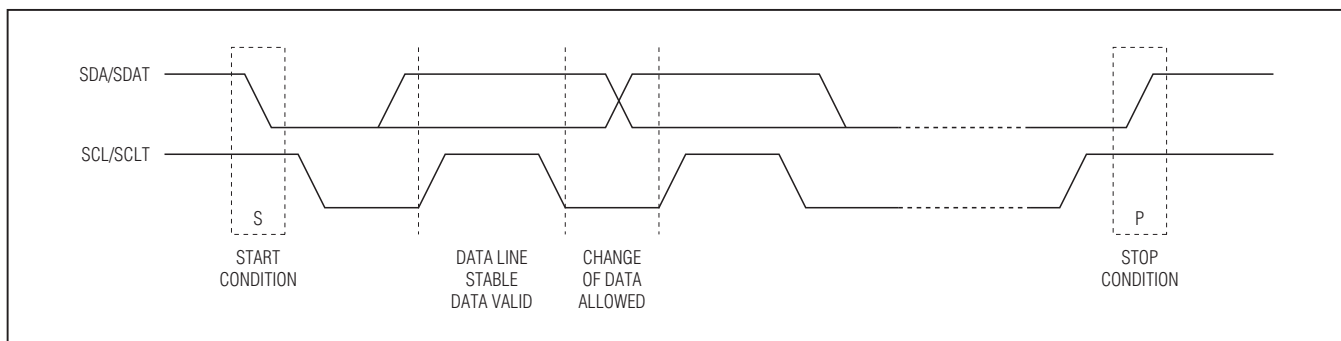 SDA/SDAT
SCL/SCLT
S
P
START
CONDITION
DATA LINE
STABLE
DATA VALID
CHANGE
OF DATA
ALLOWED
STOP
CONDITION